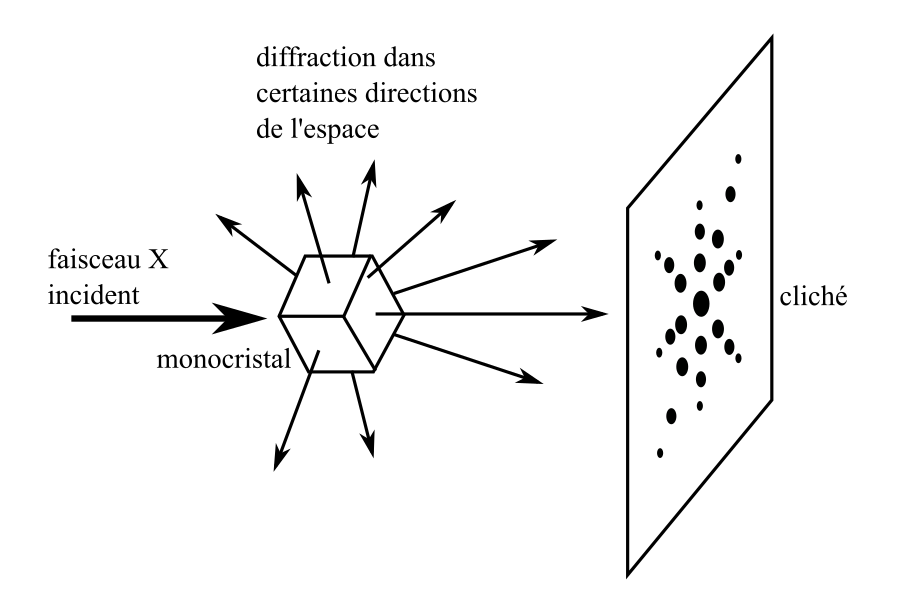 diffraction dans
certaines directions
de l'espace
faisceau X
incident
monocristal
cliché